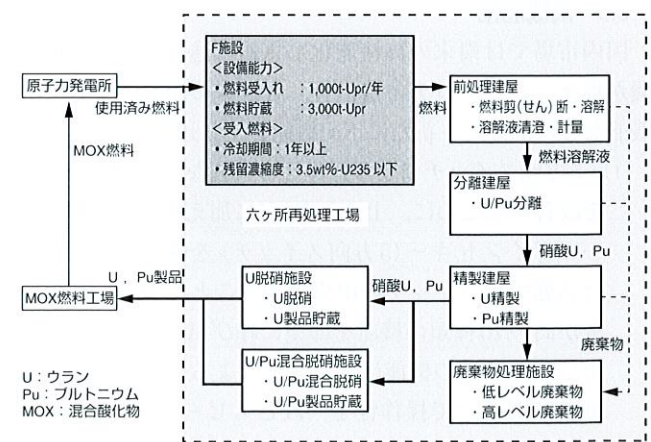 原子力発電所
使用済み燃料
MOX燃料
F施設
<設備能力>
・燃料受入れ ：1,000t-Upr/年
・燃料貯蔵 ：3,000t-Upr
<受入燃料>
・冷却期間：1年以上
・残留濃縮度：3.5wt%-U235 以下
燃料
前処理建屋
・燃料剪(せん)断・溶解
・溶解液清澄・計量
燃料溶解液
分離建屋
・U/Pu分離
硝酸U，Pu
六ヶ所再処理工場
精製建屋
・U精製
・Pu精製
硝酸U，Pu
U脱硝施設
・U脱硝
・U製品貯蔵
U，Pu製品
MOX燃料工場
U/Pu混合脱硝施設
・U/Pu混合脱硝
・U/Pu製品貯蔵
廃棄物
廃棄物処理施設
・低レベル廃棄物
・高レベル廃棄物
U：ウラン
Pu：プルトニウム
MOX：混合酸化物